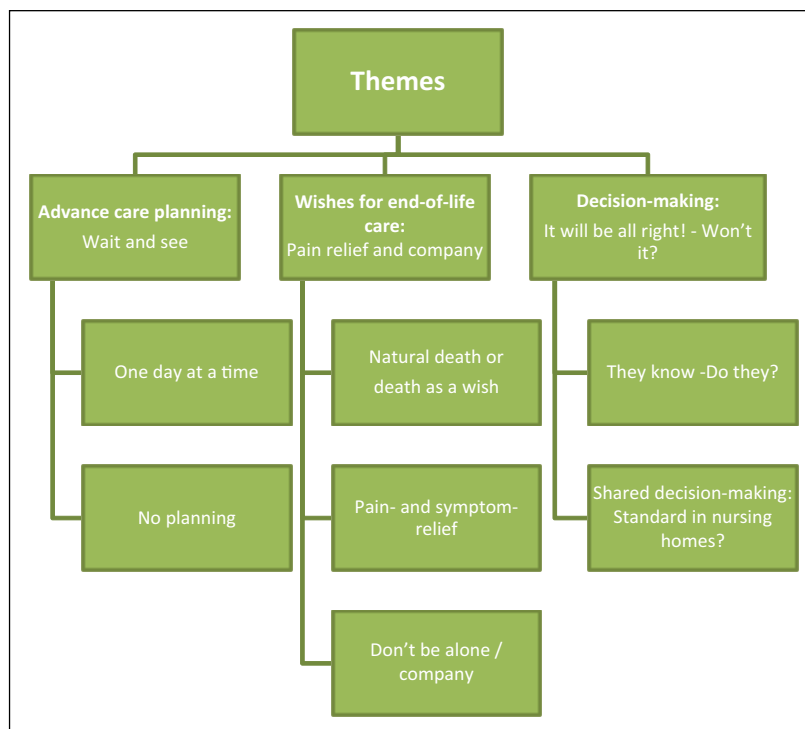 Themes
Advance care planning:
Wait and see
One day at a time
No planning
Wishes for end-of-life
care:
Pain relief and company
Natural death or
death as a wish
Pain- and symptom-
relief
Don’t be alone /
company
Decision-making:
It will be all right! - Won’t
it?
They know -Do they?
Shared decision-making:
Standard in nursing
homes?